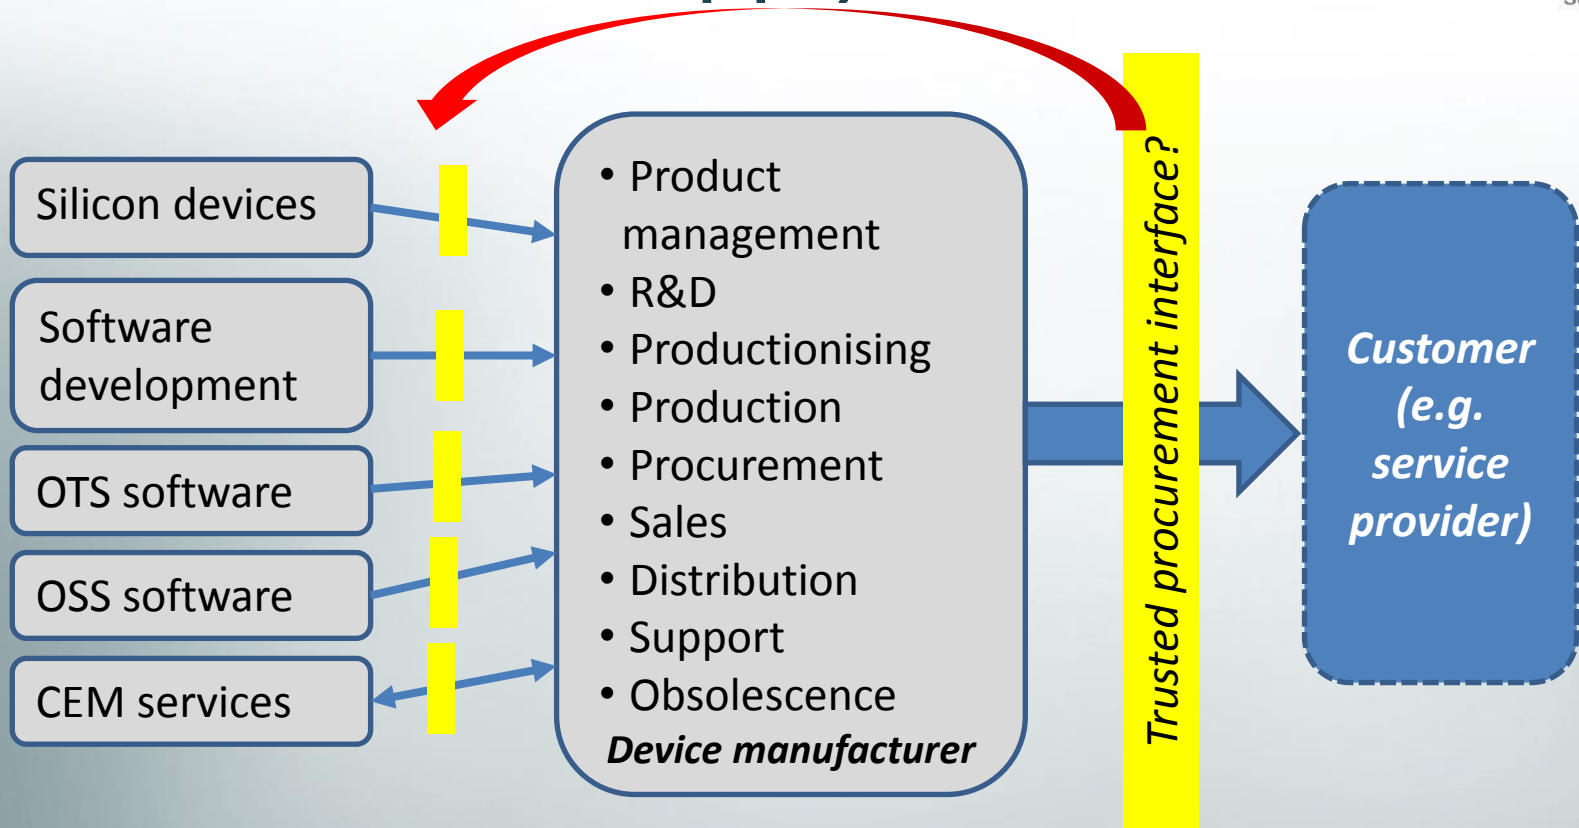 Silicon devices
Software
development
OTS software
OSS software
CEM services
• Product
management
• R&D
• Productionising
• Production
• Procurement
• Sales
• Distribution
• Support
• Obsolescence
Device manufacturer
Trusted procurement interface?
Customer
(e.g.
service
provider)